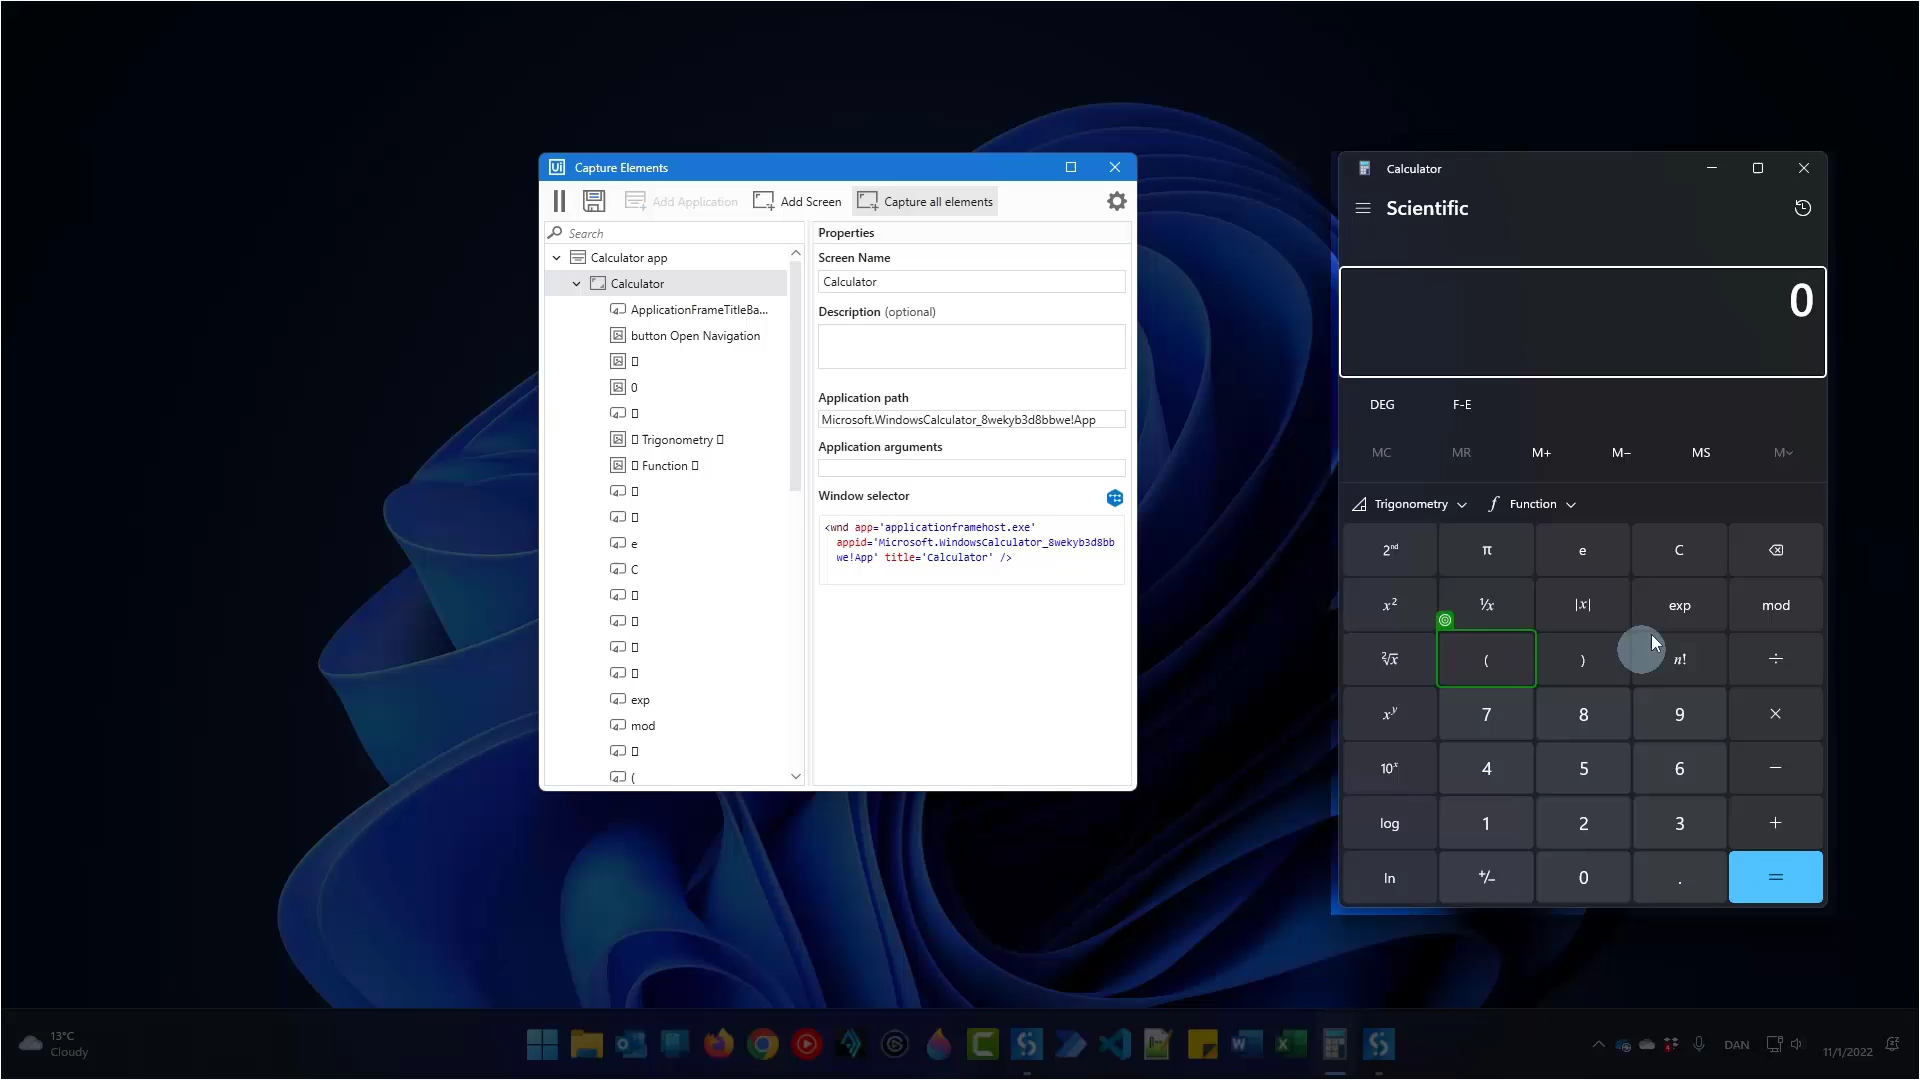 Ui Capture Elements
Add Application
Add Screen
Capture all elements
Search
Calculator app
Calculator
ApplicationFrameTitleBa...
button Open Navigation
0
Trigonometry
Function
e
C
exp
mod
(
Properties
Screen Name
Calculator
Description (optional)
Application path
Microsoft.WindowsCalculator_8wekyb3d8bbwe!App
Application arguments
Window selector
<wnd app='applicationframehost.exe'
appid='Microsoft.WindowsCalculator_8wekyb3d8bb
we!App' title='Calculator' />
Calculator
Scientific
0
DEG F-E
MC MR M+ M− MS M
Trigonometry f Function
2ⁿᵈ π e C
x² ¹/x |x| exp mod
²√x ( ) n! ÷
xʸ 7 8 9 ×
10ˣ 4 5 6 −
log 1 2 3 +
ln +/− 0 . =
13°C
Cloudy
DAN
11/1/2022